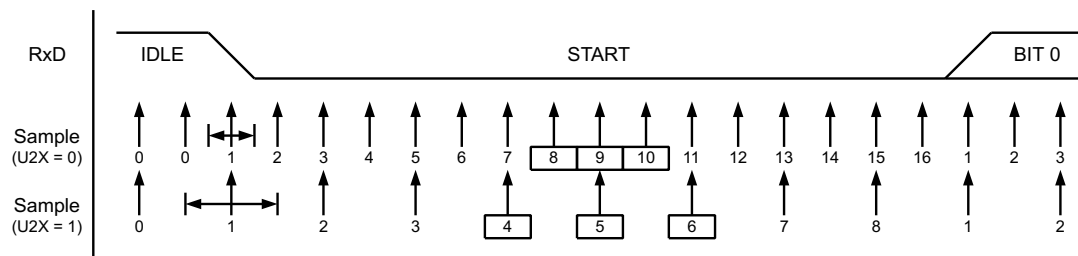 RxD IDLE START BIT 0
Sample
(U2X = 0) 0 0 1 2 3 4 5 6 7 8 9 10 11 12 13 14 15 16 1 2 3
Sample
(U2X = 1) 0 1 2 3 4 5 6 7 8 1 2